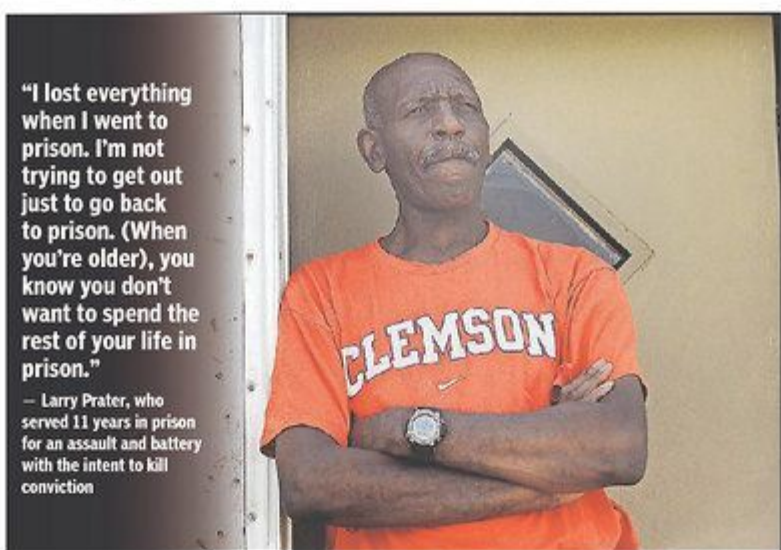 “I lost everything
when I went to
prison. I’m not
trying to get out
just to go back
to prison. (When
you’re older), you
know you don’t
want to spend the
rest of your life in
prison.”
— Larry Prater, who
served 11 years in prison
for an assault and battery
with the intent to kill
conviction
CLEMSON